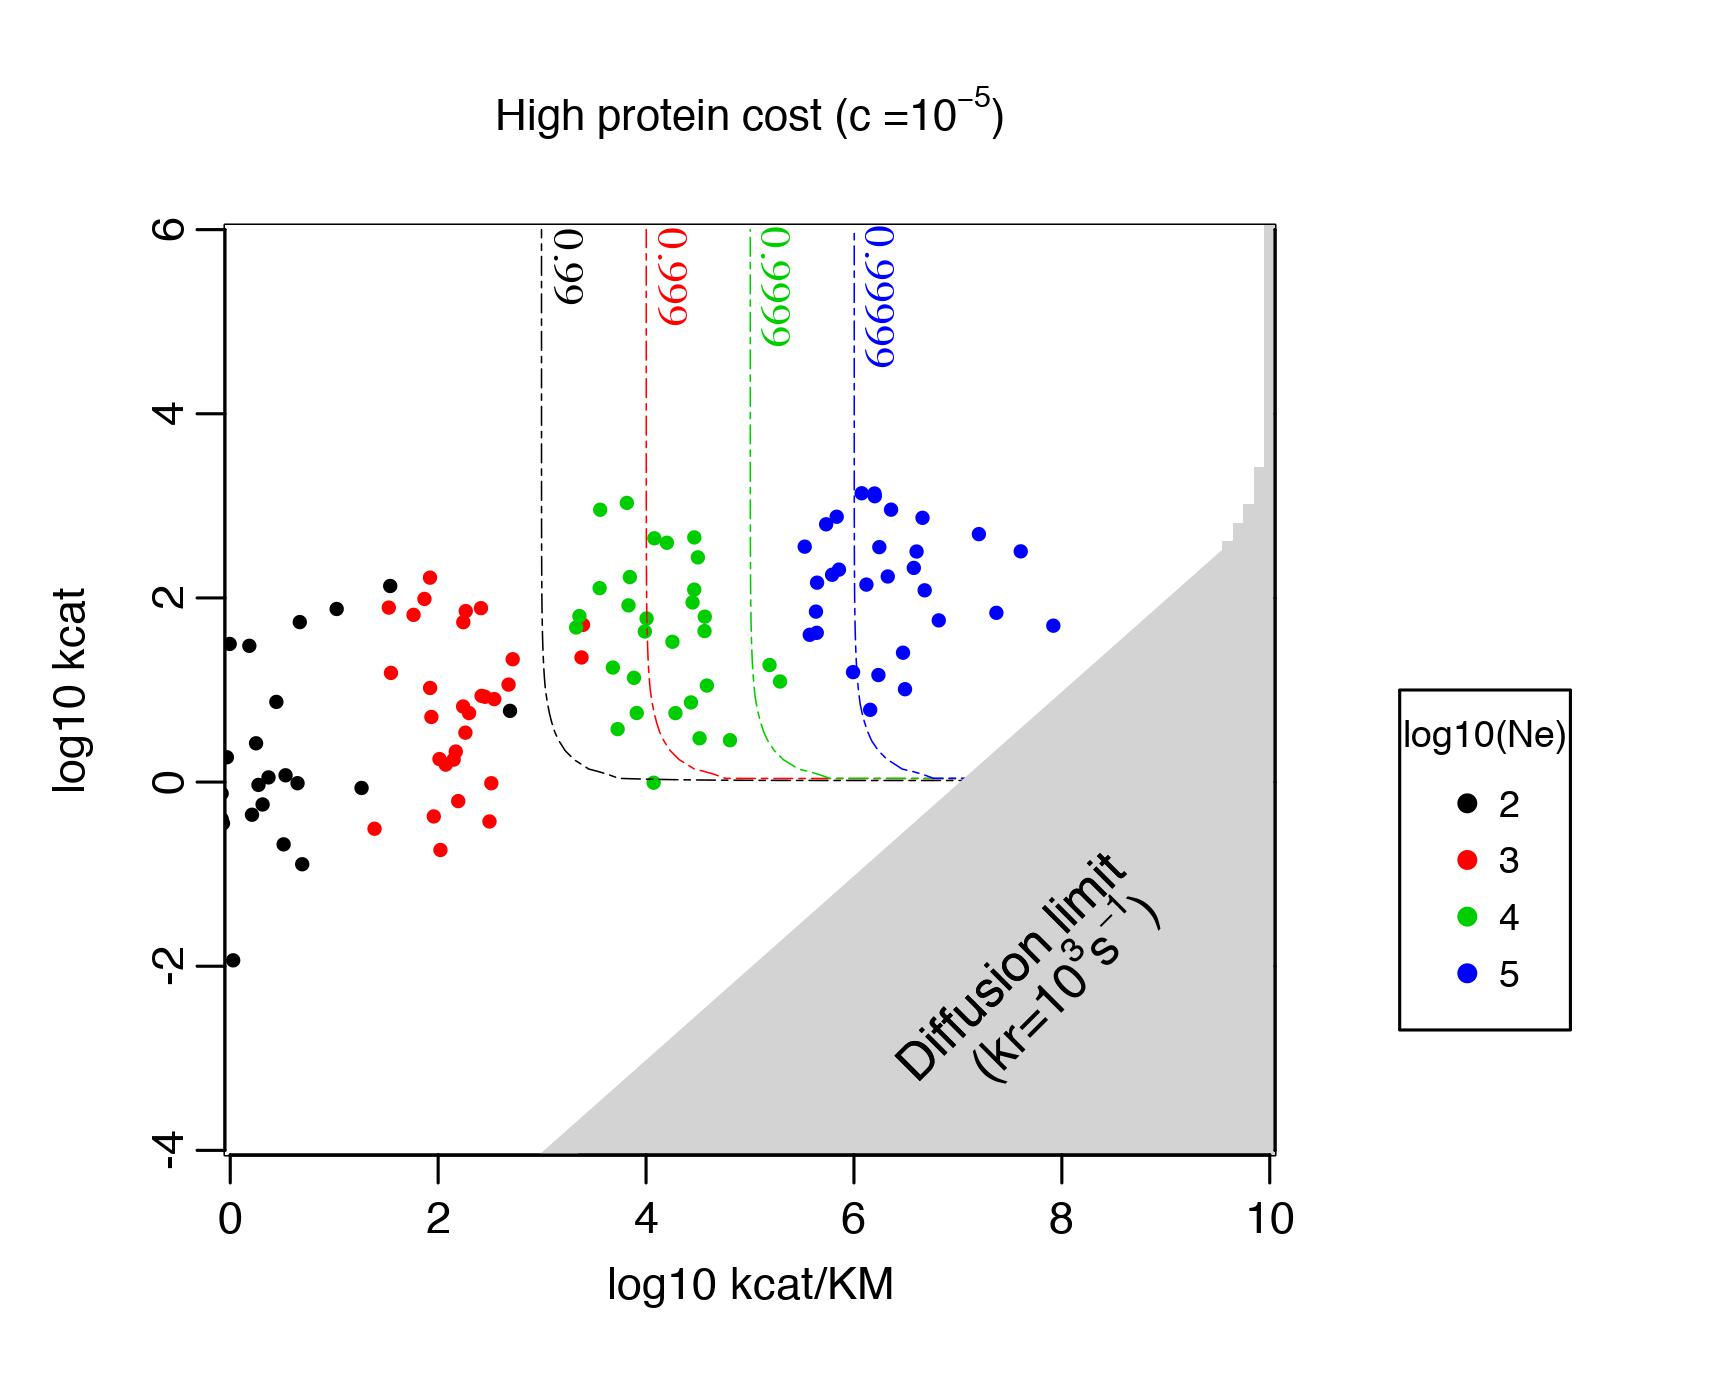 High protein cost (c =10⁻⁵)
log10 kcat
6
4
2
0
-2
-4
0.99
0.999
0.9999
0.99999
Diffusion limit
(kr=10³s⁻¹)
0 2 4 6 8 10
log10 kcat/KM
log10(Ne)
2
3
4
5